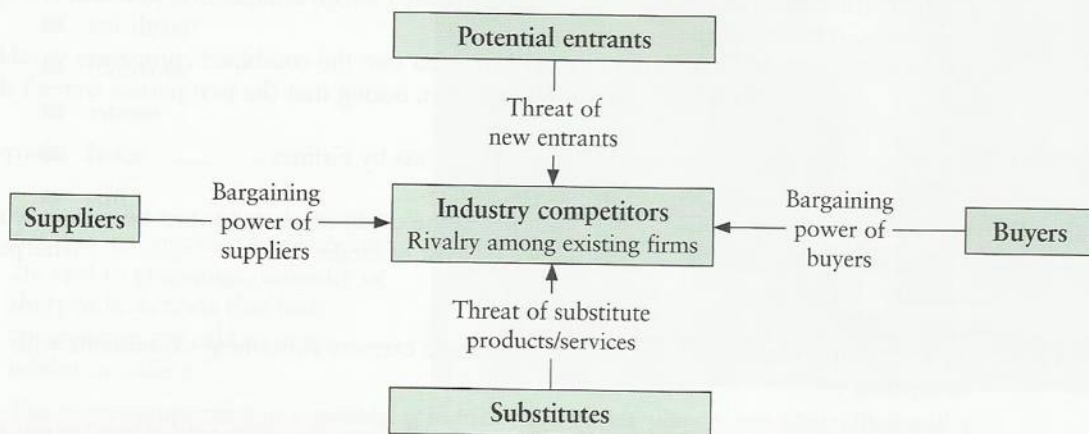 Potential entrants
Threat of
new entrants
Suppliers
Bargaining
power of
suppliers
Industry competitors
Rivalry among existing firms
Bargaining
power of
buyers
Buyers
Threat of substitute
products/services
Substitutes